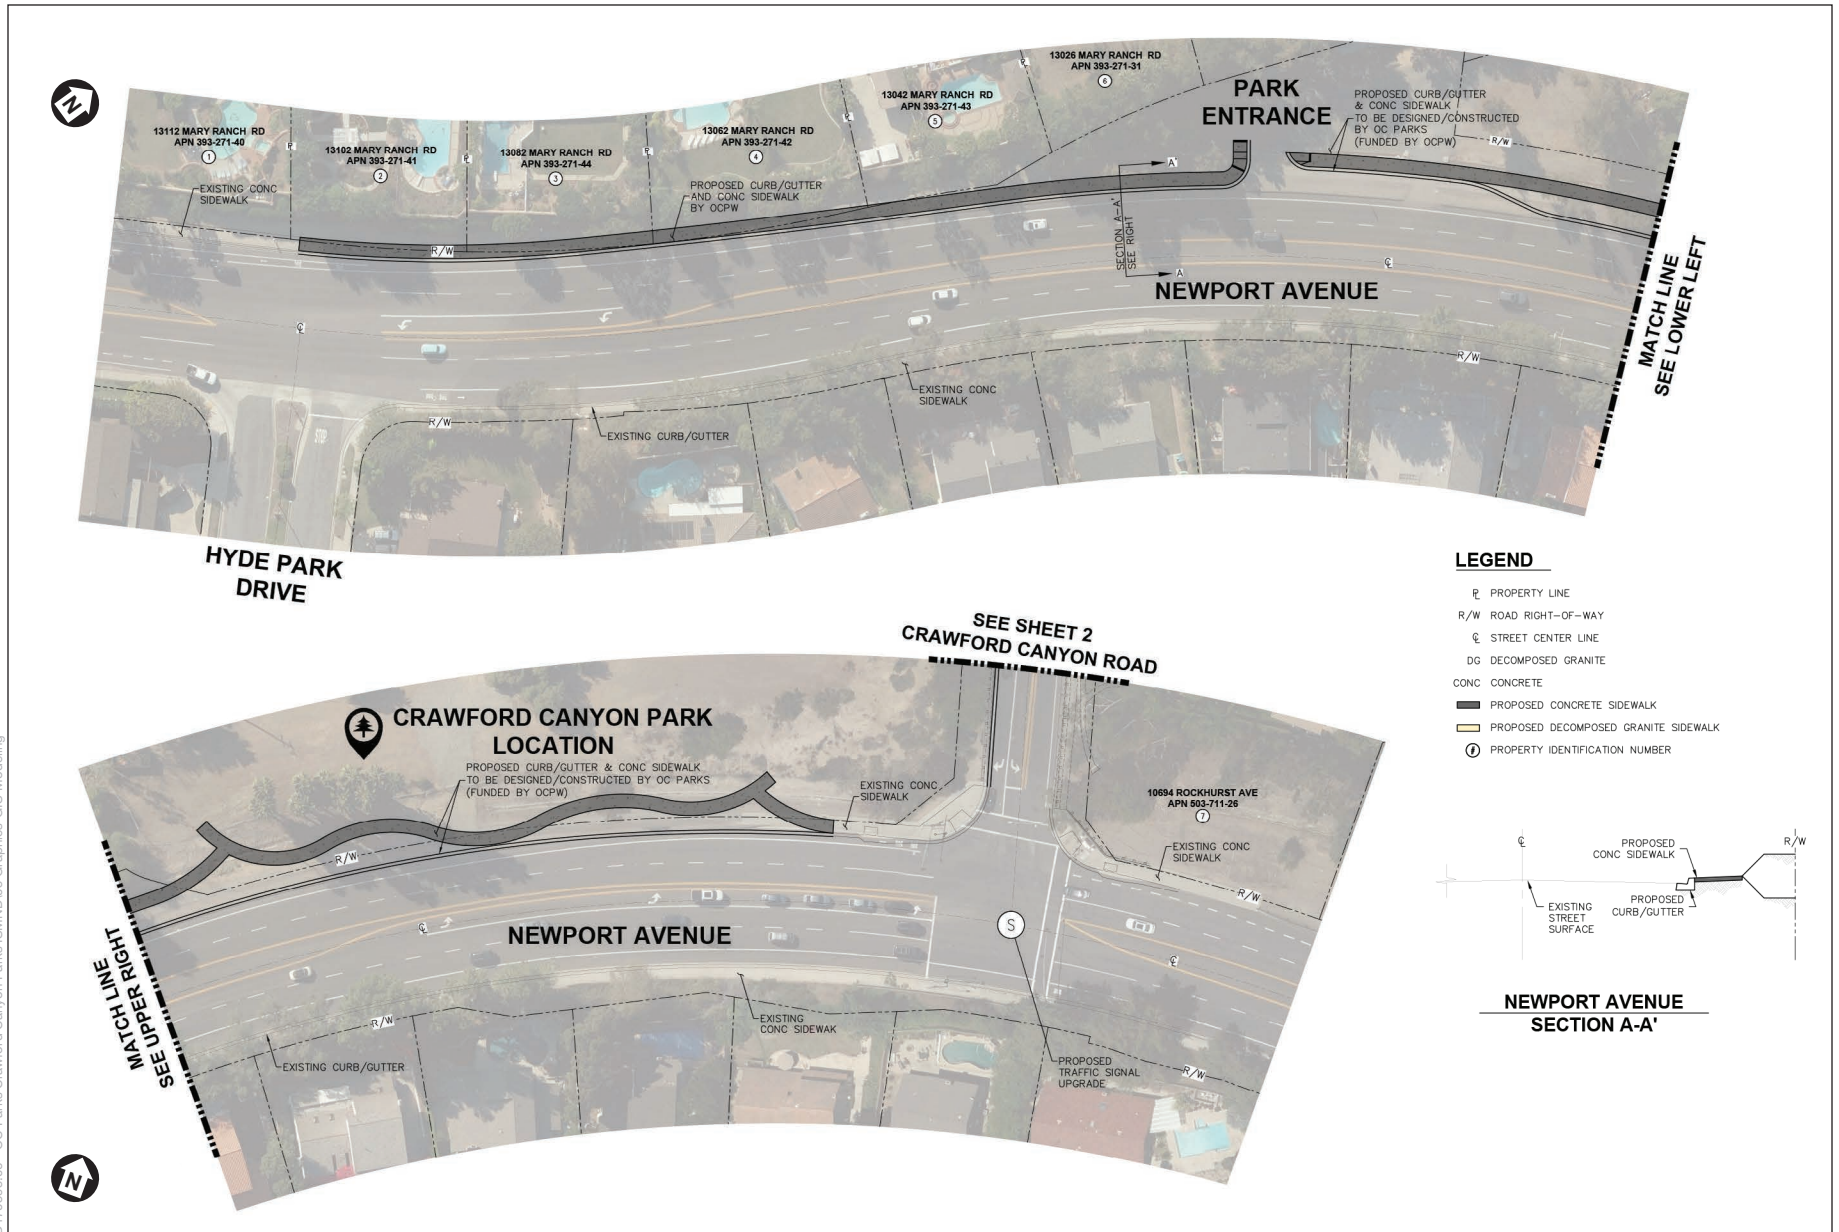 N
13112 MARY RANCH RD
APN 393-271-40
1
13102 MARY RANCH RD
APN 393-271-41
2
13082 MARY RANCH RD
APN 393-271-44
3
13062 MARY RANCH RD
APN 393-271-42
4
13042 MARY RANCH RD
APN 393-271-43
5
13026 MARY RANCH RD
APN 393-271-31
6
PARK
ENTRANCE
PROPOSED CURB/GUTTER
& CONC SIDEWALK
TO BE DESIGNED/CONSTRUCTED
BY OC PARKS
(FUNDED BY OCPW)
R/W
EXISTING CONC
SIDEWALK
PROPOSED CURB/GUTTER
AND CONC SIDEWALK
BY OCPW
R/W
SECTION A-A'
SEE RIGHT
A'
A
NEWPORT AVENUE
MATCH LINE
SEE LOWER LEFT
R/W
EXISTING CONC
SIDEWALK
R/W
EXISTING CURB/GUTTER
STOP
HYDE PARK
DRIVE
LEGEND
PROPERTY LINE
R/W ROAD RIGHT-OF-WAY
STREET CENTER LINE
DG DECOMPOSED GRANITE
CONC CONCRETE
PROPOSED CONCRETE SIDEWALK
PROPOSED DECOMPOSED GRANITE SIDEWALK
# PROPERTY IDENTIFICATION NUMBER
SEE SHEET 2
CRAWFORD CANYON ROAD
CRAWFORD CANYON PARK
LOCATION
PROPOSED CURB/GUTTER & CONC SIDEWALK
TO BE DESIGNED/CONSTRUCTED BY OC PARKS
(FUNDED BY OCPW)
EXISTING CONC
SIDEWALK
10694 ROCKHURST AVE
APN 503-711-26
7
EXISTING CONC
SIDEWALK
R/W
R/W
S
NEWPORT AVENUE
MATCH LINE
SEE UPPER RIGHT
R/W
EXISTING
CONC SIDEWAK
EXISTING CURB/GUTTER
PROPOSED
TRAFFIC SIGNAL
UPGRADE
R/W
R/W
PROPOSED
CONC SIDEWALK
EXISTING
STREET
SURFACE
PROPOSED
CURB/GUTTER
NEWPORT AVENUE
SECTION A-A'
N